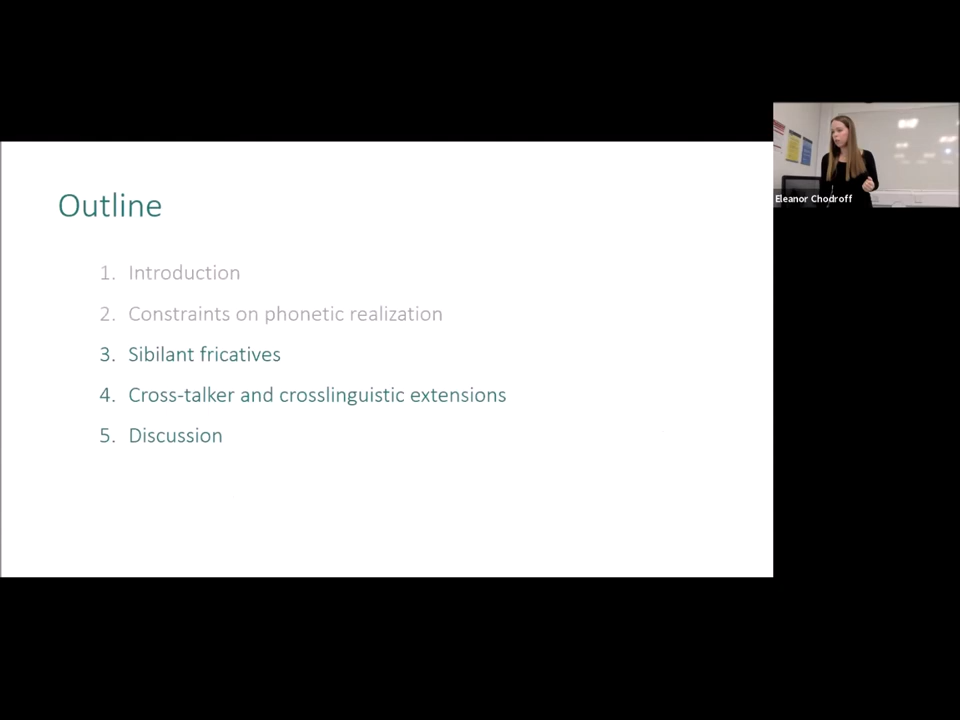 Outline
1. Introduction
2. Constraints on phonetic realization
3. Sibilant fricatives
4. Cross-talker and crosslinguistic extensions
5. Discussion
Eleanor Chodroff